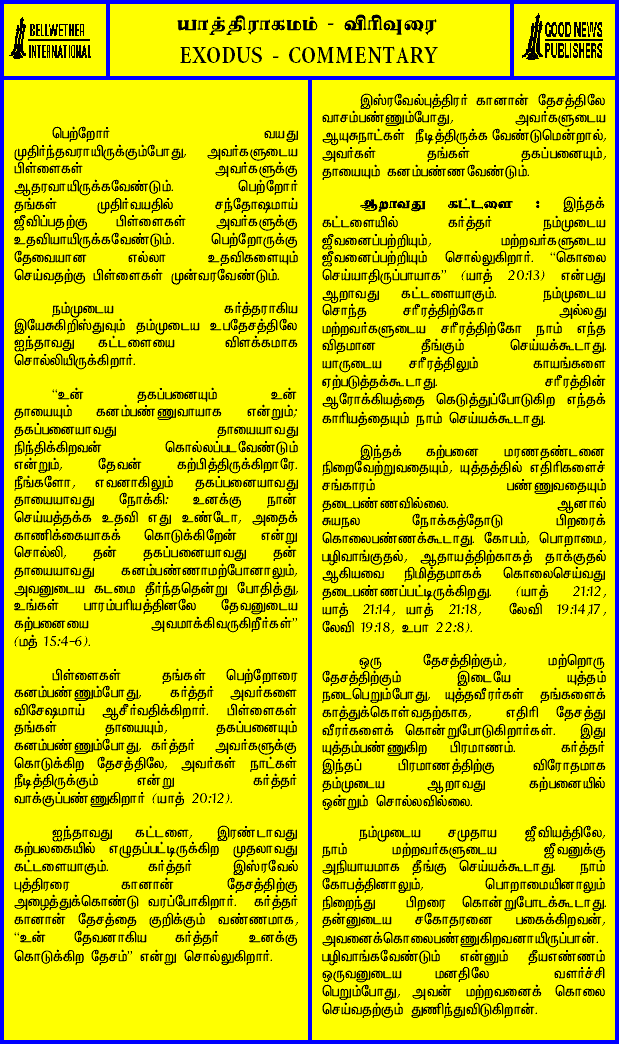 BELLWETHER
INTERNATIONAL
யாத்திராகமம் - விரிவுரை
EXODUS - COMMENTARY
GOOD NEWS
PUBLISHERS
பெற்றோர் வயது
முதிர்ந்தவராயிருக்கும்போது, அவர்களுடைய
பிள்ளைகள் அவர்களுக்கு
ஆதரவாயிருக்கவேண்டும். பெற்றோர்
தங்கள் முதிர்வயதில் சந்தோஷமாய்
ஜீவிப்பதற்கு பிள்ளைகள் அவர்களுக்கு
உதவியாயிருக்கவேண்டும். பெற்றோருக்கு
தேவையான எல்லா உதவிகளையும்
செய்வதற்கு பிள்ளைகள் முன்வரவேண்டும்.
நம்முடைய கர்த்தராகிய
இயேசுகிறிஸ்துவும் தம்முடைய உபதேசத்திலே
ஐந்தாவது கட்டளையை விளக்கமாக
சொல்லியிருக்கிறார்.
“உன் தகப்பனையும் உன்
தாயையும் கனம்பண்ணுவாயாக என்றும்;
தகப்பனையாவது தாயையாவது
நிந்திக்கிறவன் கொல்லப்படவேண்டும்
என்றும், தேவன் கற்பித்திருக்கிறாரே.
நீங்களோ, எவனாகிலும் தகப்பனையாவது
தாயையாவது நோக்கி: உனக்கு நான்
செய்யத்தக்க உதவி எது உண்டோ, அதைக்
காணிக்கையாகக் கொடுக்கிறேன் என்று
சொல்லி, தன் தகப்பனையாவது தன்
தாயையாவது கனம்பண்ணாமற்போனாலும்,
அவனுடைய கடமை தீர்ந்ததென்று போதித்து,
உங்கள் பாரம்பரியத்தினலே தேவனுடைய
கற்பனையை அவமாக்கிவருகிறீர்கள்”
(மத் 15:4-6).
பிள்ளைகள் தங்கள் பெற்றோரை
கனம்பண்ணும்போது, கர்த்தர் அவர்களை
விசேஷமாய் ஆசீர்வதிக்கிறார். பிள்ளைகள்
தங்கள் தாயையும், தகப்பனையும்
கனம்பண்ணும்போது, கர்த்தர் அவர்களுக்கு
கொடுக்கிற தேசத்திலே, அவர்கள் நாட்கள்
நீடித்திருக்கும் என்று கர்த்தர்
வாக்குப்பண்ணுகிறார் (யாத் 20:12).
ஐந்தாவது கட்டளை, இரண்டாவது
கற்பலகையில் எழுதப்பட்டிருக்கிற முதலாவது
கட்டளையாகும். கர்த்தர் இஸ்ரவேல்
புத்திரரை கானான் தேசத்திற்கு
அழைத்துக்கொண்டு வரப்போகிறார். கர்த்தர்
கானான் தேசத்தை குறிக்கும் வண்ணமாக,
“உன் தேவனாகிய கர்த்தர் உனக்கு
கொடுக்கிற தேசம்” என்று சொல்லுகிறார்.
இஸ்ரவேல்புத்திரர் கானான் தேசத்திலே
வாசம்பண்ணும்போது, அவர்களுடைய
ஆயுசுநாட்கள் நீடித்திருக்க வேண்டுமென்றால்,
அவர்கள் தங்கள் தகப்பனையும்,
தாயையும் கனம்பண்ண வேண்டும்.
ஆறாவது கட்டளை : இந்தக்
கட்டளையில் கர்த்தர் நம்முடைய
ஜீவனைப்பற்றியும், மற்றவர்களுடைய
ஜீவனைப்பற்றியும் சொல்லுகிறார். “கொலை
செய்யாதிருப்பாயாக” (யாத் 20:13) என்பது
ஆறாவது கட்டளையாகும். நம்முடைய
சொந்த சரீரத்திற்கோ அல்லது
மற்றவர்களுடைய சரீரத்திற்கோ நாம் எந்த
விதமான தீங்கும் செய்யக்கூடாது.
யாருடைய சரீரத்திலும் காயங்களை
ஏற்படுத்தக்கூடாது. சரீரத்தின்
ஆரோக்கியத்தை கெடுத்துப்போடுகிற எந்தக்
காரியத்தையும் நாம் செய்யக்கூடாது.
இந்தக் கற்பனை மரணதண்டனை
நிறைவேற்றுவதையும், யுத்தத்தில் எதிரிகளைச்
சங்காரம் பண்ணுவதையும்
தடைபண்ணவில்லை. ஆனால்
சுயநல நோக்கத்தோடு பிறரைக்
கொலைபண்ணக்கூடாது. கோபம், பொறாமை,
பழிவாங்குதல், ஆதாயத்திற்காகத் தாக்குதல்
ஆகியவை நிமித்தமாகக் கொலைசெய்வது
தடைபண்ணப்பட்டிருக்கிறது. (யாத் 21:12,
யாத் 21:14, யாத் 21:18, லேவி 19:14,17,
லேவி 19:18, உபா 22:8).
ஒரு தேசத்திற்கும், மற்றொரு
தேசத்திற்கும் இடையே யுத்தம்
நடைபெறும்போது, யுத்தவீரர்கள் தங்களைக்
காத்துக்கொள்வதற்காக, எதிரி தேசத்து
வீரர்களைக் கொன்றுபோடுகிறார்கள். இது
யுத்தம்பண்ணுகிற பிரமாணம். கர்த்தர்
இந்தப் பிரமாணத்திற்கு விரோதமாக
தம்முடைய ஆறாவது கற்பனையில்
ஒன்றும் சொல்லவில்லை.
நம்முடைய சமுதாய ஜீவியத்திலே,
நாம் மற்றவர்களுடைய ஜீவனுக்கு
அநியாயமாக தீங்கு செய்யக்கூடாது. நாம்
கோபத்தினாலும், பொறாமையினாலும்
நிறைந்து பிறரை கொன்றுபோடக்கூடாது.
தன்னுடைய சகோதரனை பகைக்கிறவன்,
அவனைக்கொலைபண்ணுகிறவனாயிருப்பான்.
பழிவாங்கவேண்டும் என்னும் தீயஎண்ணம்
ஒருவனுடைய மனதிலே வளர்ச்சி
பெறும்போது, அவன் மற்றவனைக் கொலை
செய்வதற்கும் துணிந்துவிடுகிறான்.